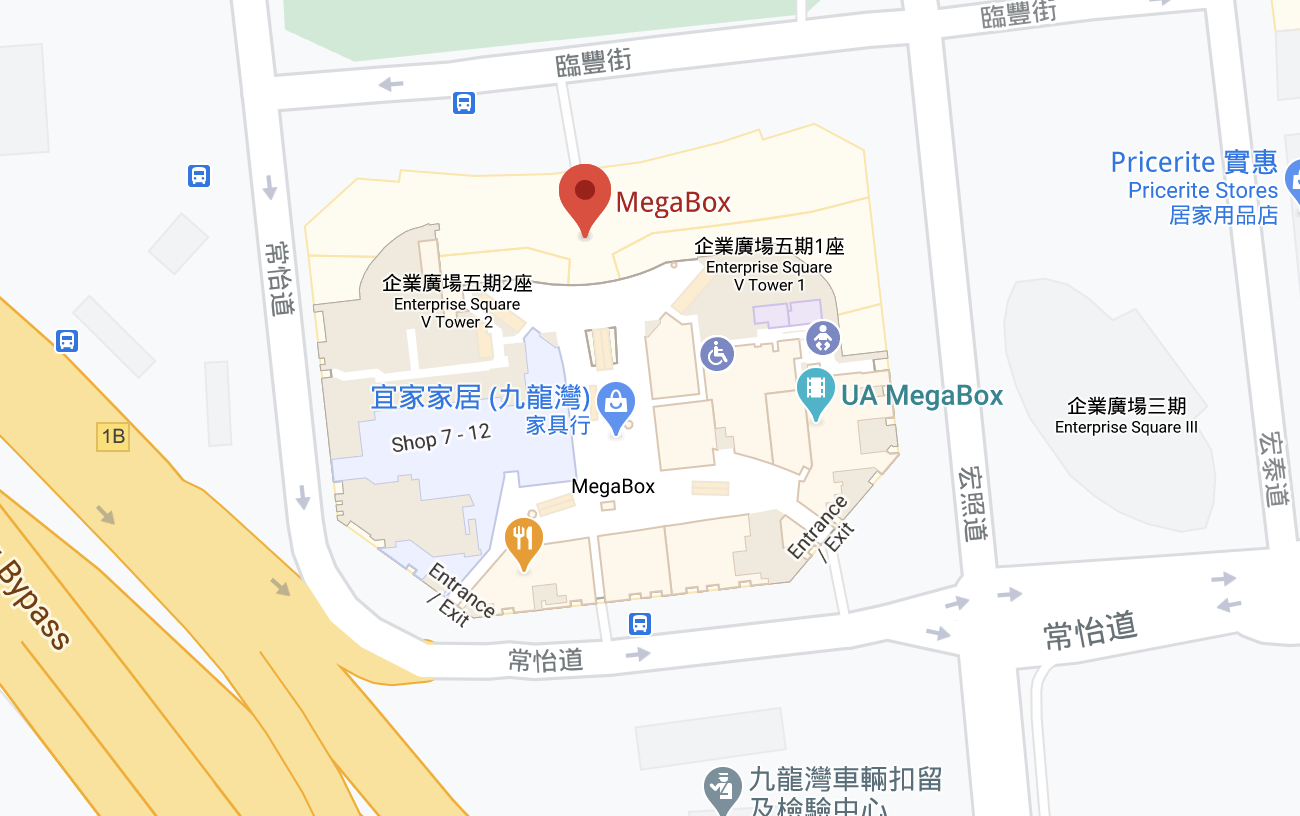 臨豐街
臨豐街
Pricerite 實惠
Pricerite Stores
居家用品店
MegaBox
企業廣場五期1座
Enterprise Square
V Tower 1
常怡道
企業廣場五期2座
Enterprise Square
V Tower 2
宜家家居 (九龍灣)
家具行
Shop 7 - 12
UA MegaBox
企業廣場三期
Enterprise Square III
1B
宏泰道
宏照道
MegaBox
Entrance
/ Exit
Entrance
/ Exit
Bypass
常怡道
常怡道
九龍灣車輛扣留
及檢驗中心